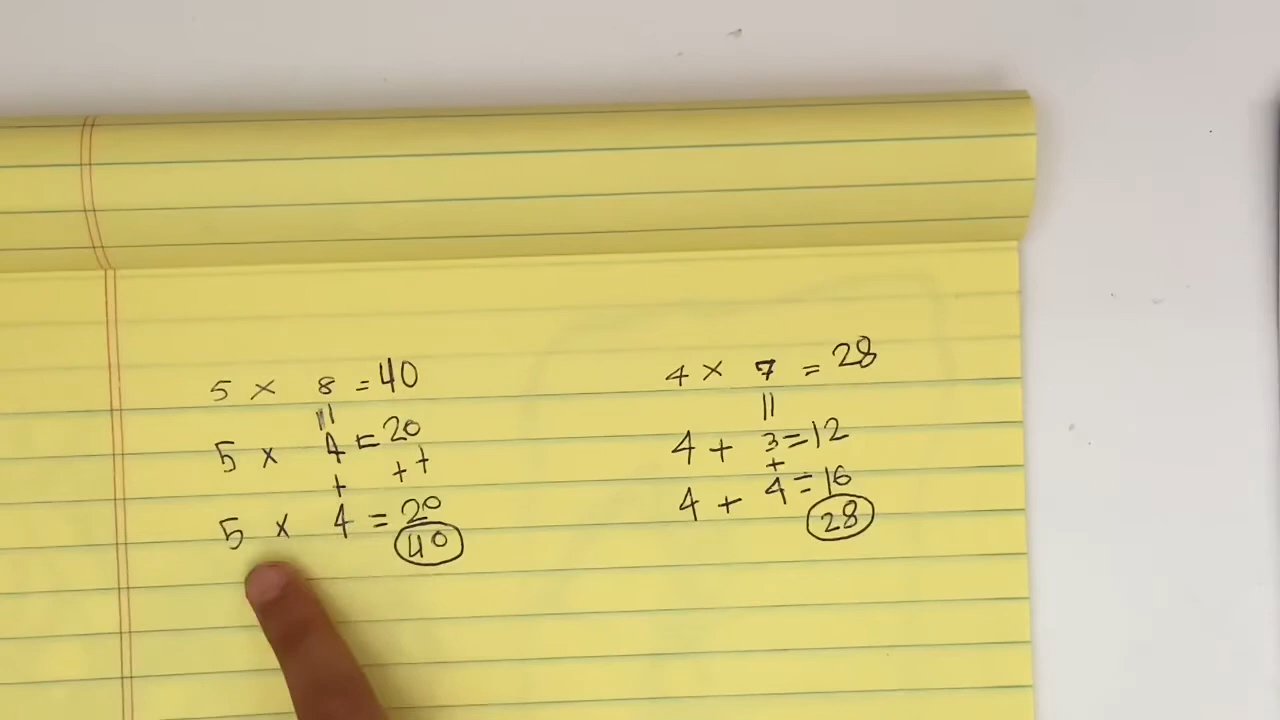 5 × 8 = 40
||
5 × 4 = 20
+ + +
5 × 4 = 20
40
4 × 7 = 28
||
4 + 3 = 12
+
4 + 4 = 16
28